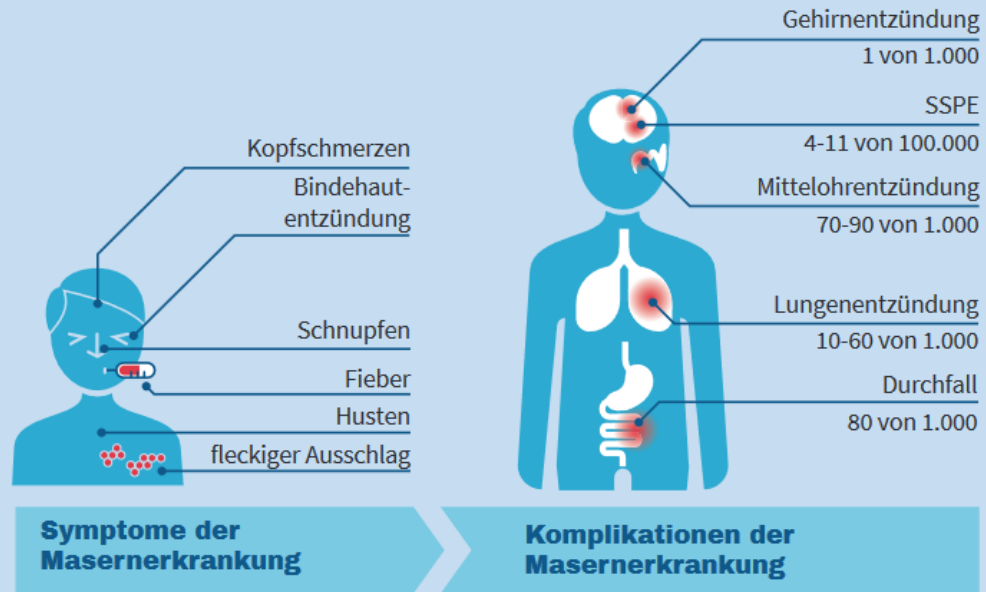 Kopfschmerzen
Bindehaut-
entzündung
Schnupfen
Fieber
Husten
fleckiger Ausschlag
Symptome der
Masernerkrankung
Gehirnentzündung
1 von 1.000
SSPE
4-11 von 100.000
Mittelohrentzündung
70-90 von 1.000
Lungenentzündung
10-60 von 1.000
Durchfall
80 von 1.000
Komplikationen der
Masernerkrankung